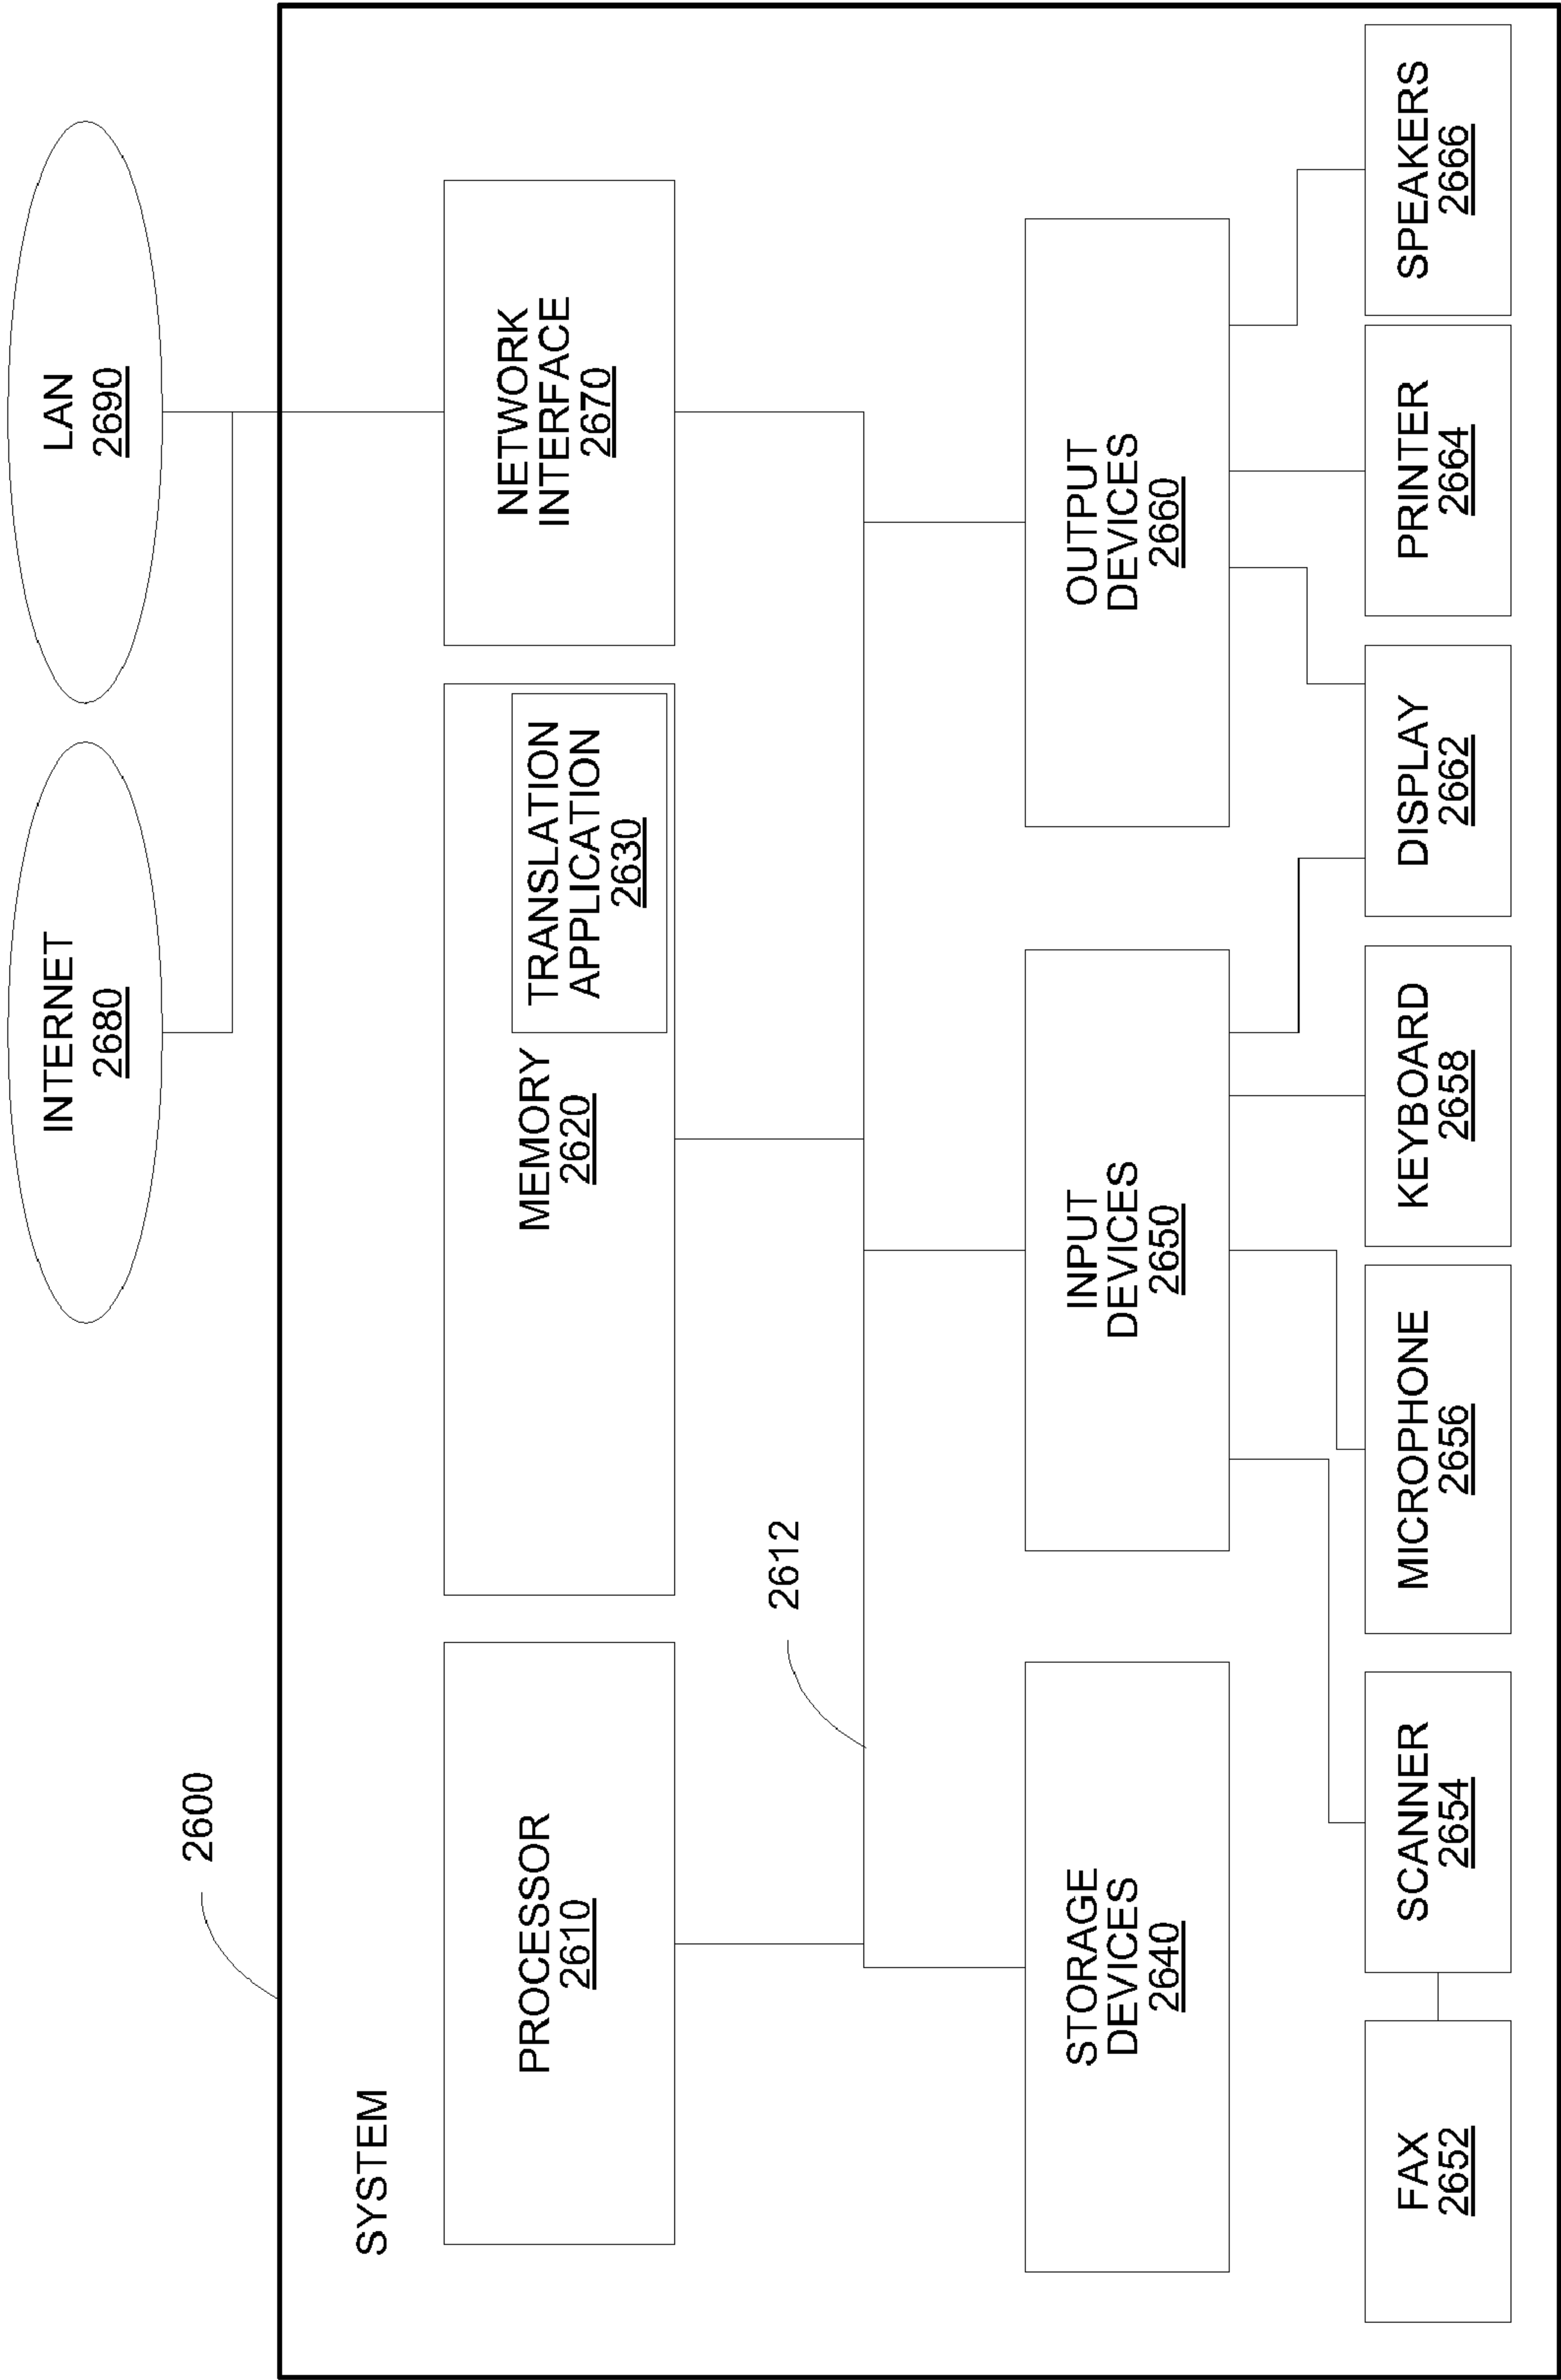 INTERNET
2680
LAN
2690
2600
SYSTEM
PROCESSOR
2610
MEMORY
2620
TRANSLATION
APPLICATION
2630
NETWORK
INTERFACE
2670
2612
STORAGE
DEVICES
2640
INPUT
DEVICES
2650
OUTPUT
DEVICES
2660
FAX
2652
SCANNER
2654
MICROPHONE
2656
KEYBOARD
2658
DISPLAY
2662
PRINTER
2664
SPEAKERS
2666